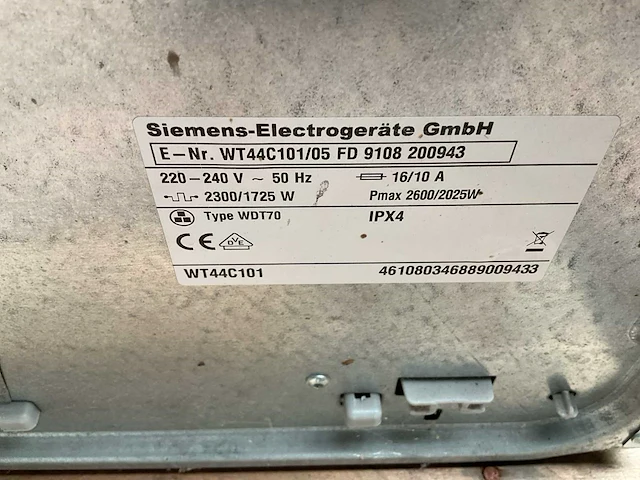 Siemens-Electrogeräte GmbH
E-Nr. WT44C101/05 FD 9108 200943
220-240 V ~ 50 Hz 16/10 A
2300/1725 W Pmax 2600/2025W
Type WDT70 IPX4
CE DVE
WT44C101 461080346889009433